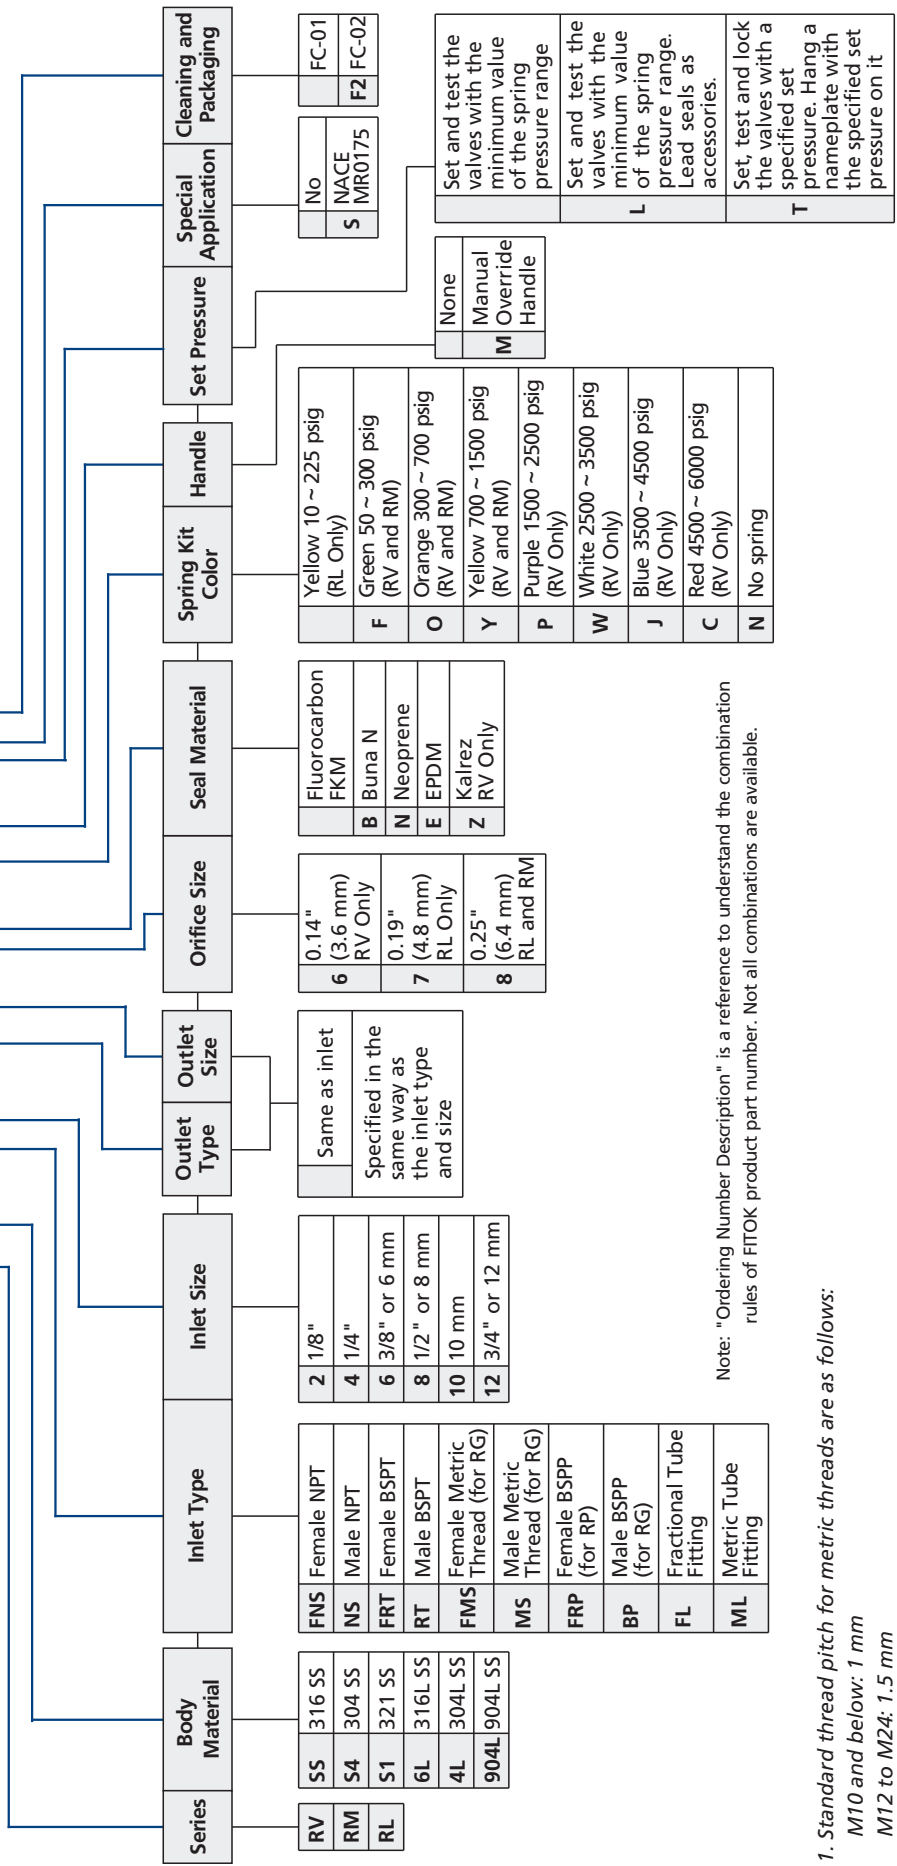 Series
RV
RM
RL
Body
Material
SS 316 SS
S4 304 SS
S1 321 SS
6L 316L SS
4L 304L SS
904L 904L SS
Inlet Type
FNS Female NPT
NS Male NPT
FRT Female BSPT
RT Male BSPT
FMS Female Metric
Thread (for RG)
MS Male Metric
Thread (for RG)
FRP Female BSPP
(for RP)
BP Male BSPP
(for RG)
FL Fractional Tube
Fitting
ML Metric Tube
Fitting
Inlet Size
2 1/8"
4 1/4"
6 3/8" or 6 mm
8 1/2" or 8 mm
10 10 mm
12 3/4" or 12 mm
Outlet
Type
Outlet
Size
Same as inlet
Specified in the
same way as
the inlet type
and size
Orifice Size
6 0.14"
(3.6 mm)
RV Only
7 0.19"
(4.8 mm)
RL Only
8 0.25"
(6.4 mm)
RL and RM
Seal Material
Fluorocarbon
FKM
B Buna N
N Neoprene
E EPDM
Z Kalrez
RV Only
Spring Kit
Color
Yellow 10 ~ 225 psig
(RL Only)
F Green 50 ~ 300 psig
(RV and RM)
O Orange 300 ~ 700 psig
(RV and RM)
Y Yellow 700 ~ 1500 psig
(RV and RM)
P Purple 1500 ~ 2500 psig
(RV Only)
W White 2500 ~ 3500 psig
(RV Only)
J Blue 3500 ~ 4500 psig
(RV Only)
C Red 4500 ~ 6000 psig
(RV Only)
N No spring
Handle
None
M Manual
Override
Handle
Set Pressure
Set and test the
valves with the
minimum value
of the spring
pressure range
L Set and test the
valves with the
minimum value
of the spring
pressure range.
Lead seals as
accessories.
T Set, test and lock
the valves with a
specified set
pressure. Hang a
nameplate with
the specified set
pressure on it
Special
Application
No
S NACE
MR0175
Cleaning and
Packaging
FC-01
F2 FC-02
Note: "Ordering Number Description" is a reference to understand the combination
rules of FITOK product part number. Not all combinations are available.
1. Standard thread pitch for metric threads are as follows:
M10 and below: 1 mm
M12 to M24: 1.5 mm